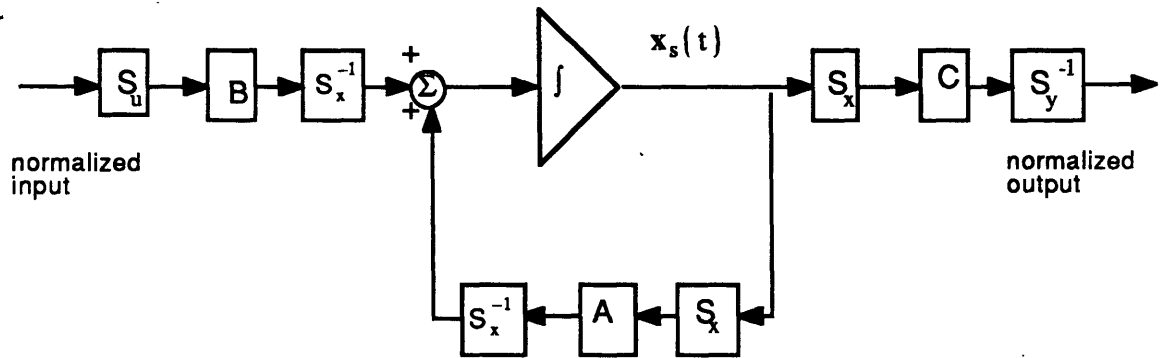 x_s(t)
S_u
B
S_x^{-1}
+
Σ
+
∫
S_x
C
S_y^{-1}
normalized
input
normalized
output
S_x^{-1}
A
S_x